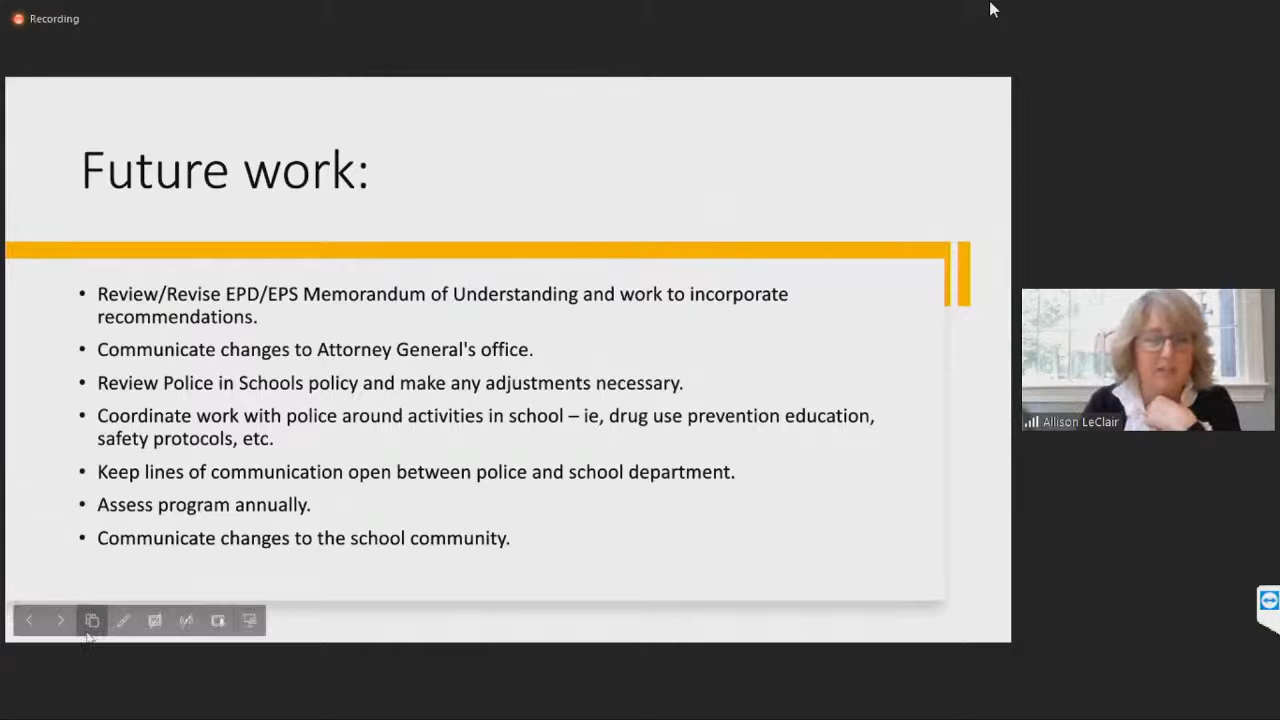 Recording
Future work:
• Review/Revise EPD/EPS Memorandum of Understanding and work to incorporate
recommendations.
• Communicate changes to Attorney General's office.
• Review Police in Schools policy and make any adjustments necessary.
• Coordinate work with police around activities in school – ie, drug use prevention education,
safety protocols, etc.
• Keep lines of communication open between police and school department.
• Assess program annually.
• Communicate changes to the school community.
Allison LeClair